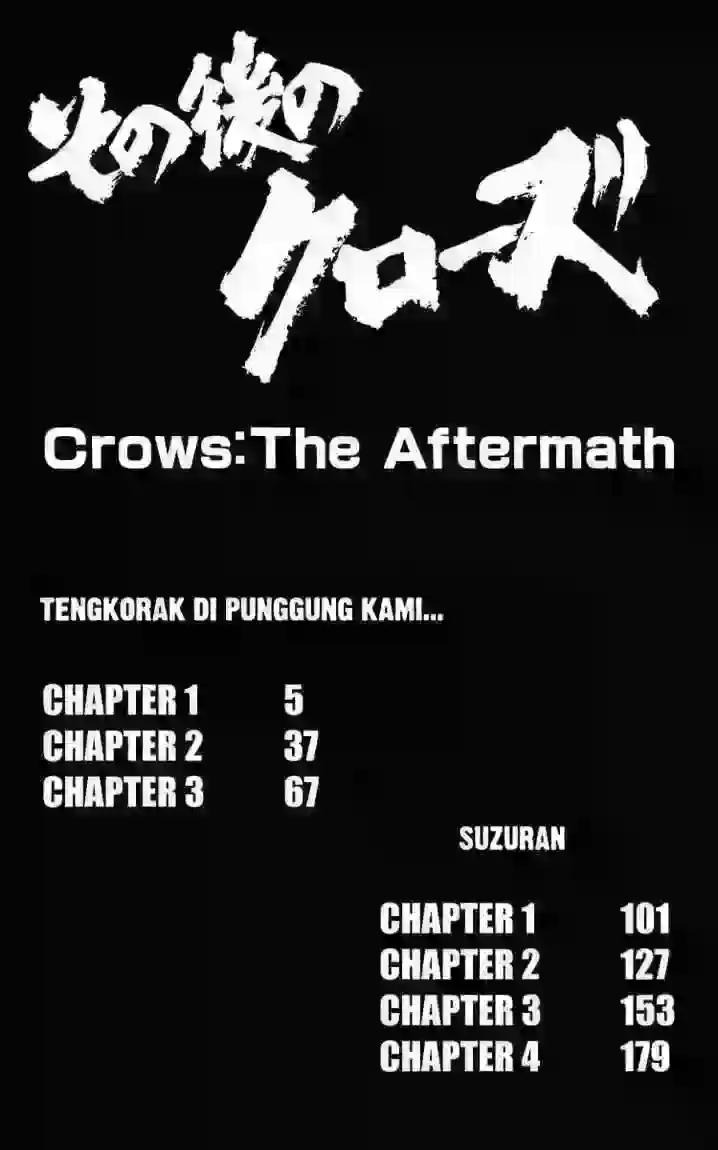 その後の
クローズ
Crows:The Aftermath
TENGKORAK DI PUNGGUNG KAMI...
CHAPTER 1 5
CHAPTER 2 37
CHAPTER 3 67
SUZURAN
CHAPTER 1 101
CHAPTER 2 127
CHAPTER 3 153
CHAPTER 4 179